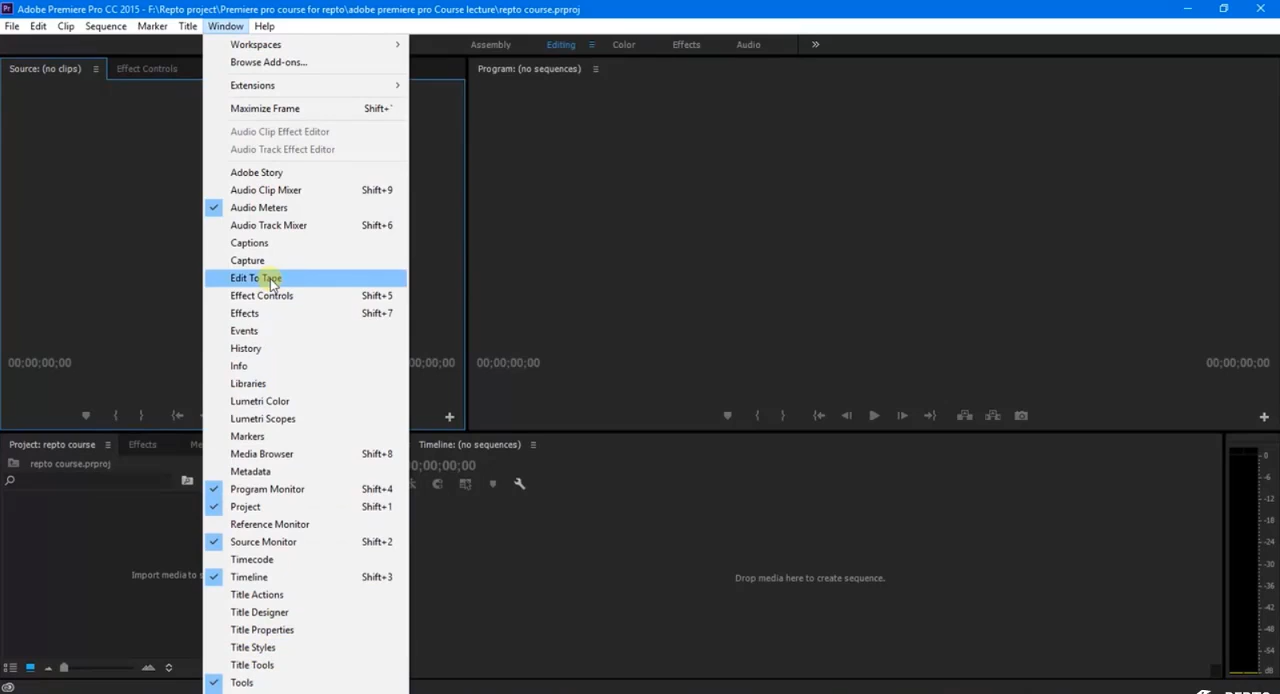 Adobe Premiere Pro CC 2015 - F:\Repto project\Premiere pro course for repto\adobe premiere pro Course lecture\repto course.prproj
File Edit Clip Sequence Marker Title Window Help
Assembly Editing Color Effects Audio
Source: (no clips) Effect Controls
Program: (no sequences)
Workspaces
Browse Add-ons...
Extensions
Maximize Frame Shift+`
Audio Clip Effect Editor
Audio Track Effect Editor
Adobe Story
Audio Clip Mixer Shift+9
Audio Meters
Audio Track Mixer Shift+6
Captions
Capture
Edit To Tape
Effect Controls Shift+5
Effects Shift+7
Events
History
Info
Libraries
Lumetri Color
Lumetri Scopes
Markers
Media Browser Shift+8
Metadata
Program Monitor Shift+4
Project Shift+1
Reference Monitor
Source Monitor Shift+2
Timecode
Timeline Shift+3
Title Actions
Title Designer
Title Properties
Title Styles
Title Tools
Tools
00;00;00;00
00;00;00;00
00;00;00;00
00;00;00;00
Project: repto course Effects
repto course.prproj
Import media to
Timeline: (no sequences)
0;00;00;00
Drop media here to create sequence.
0
-6
-12
-18
-24
-30
-36
-42
-48
-54
dB